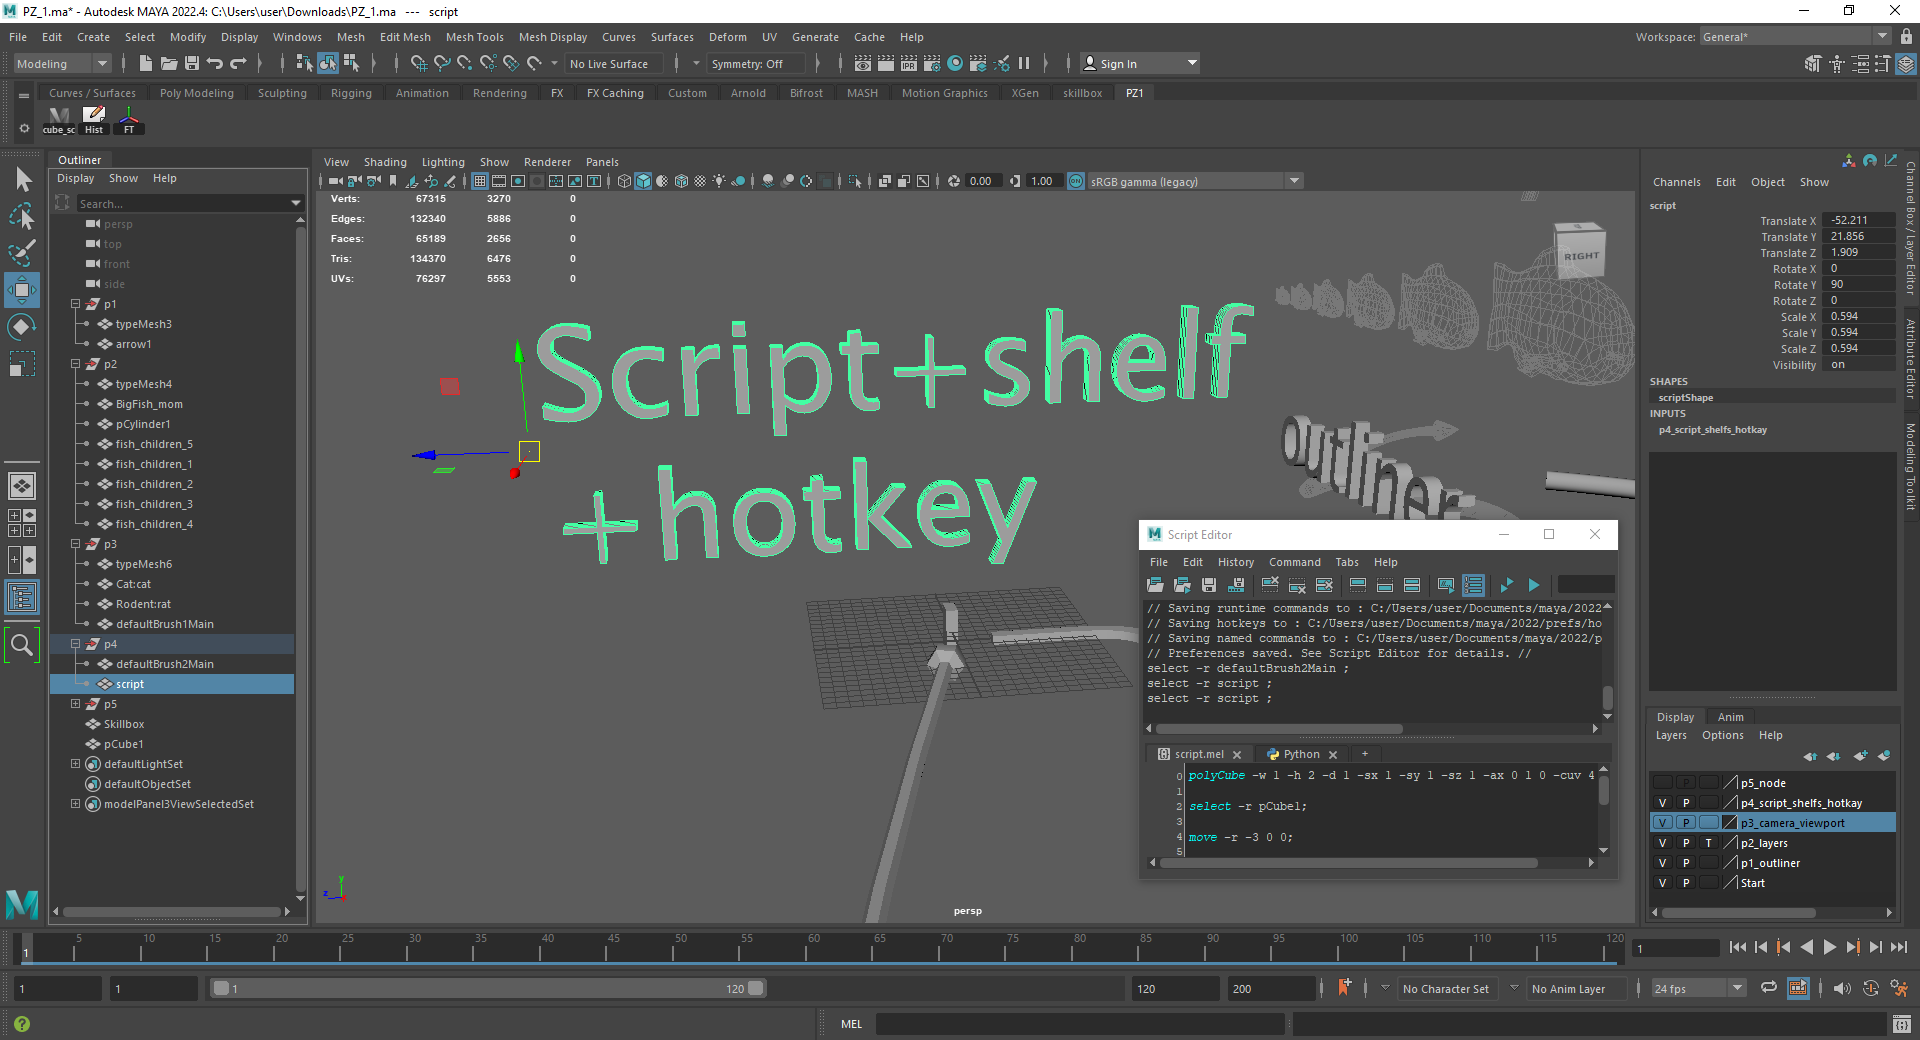 PZ_1.ma* - Autodesk MAYA 2022.4: C:\Users\user\Downloads\PZ_1.ma   ---   script
File Edit Create Select Modify Display Windows Mesh Edit Mesh Mesh Tools Mesh Display Curves Surfaces Deform UV Generate Cache Help Workspace: General*
Modeling No Live Surface Symmetry: Off Sign In
Curves / Surfaces Poly Modeling Sculpting Rigging Animation Rendering FX FX Caching Custom Arnold Bifrost MASH Motion Graphics XGen skillbox PZ1
cube_sc Hist FT
Outliner
Display Show Help
Search...
persp
top
front
side
p1
typeMesh3
arrow1
p2
typeMesh4
BigFish_mom
pCylinder1
fish_children_5
fish_children_1
fish_children_2
fish_children_3
fish_children_4
p3
typeMesh6
Cat:cat
Rodent:rat
defaultBrush1Main
p4
defaultBrush2Main
script
p5
Skillbox
pCube1
defaultLightSet
defaultObjectSet
modelPanel3ViewSelectedSet
View Shading Lighting Show Renderer Panels
0.00 1.00 sRGB gamma (legacy)
Verts: 67315 3270 0
Edges: 132340 5886 0
Faces: 65189 2656 0
Tris: 134370 6476 0
UVs: 76297 5553 0
RIGHT
Script+shelf
+hotkey
Outliner
persp
y
z
Script Editor
File Edit History Command Tabs Help
// Saving runtime commands to : C:/Users/user/Documents/maya/2022
// Saving hotkeys to : C:/Users/user/Documents/maya/2022/prefs/ho
// Saving named commands to : C:/Users/user/Documents/maya/2022/p
// Preferences saved. See Script Editor for details. //
select -r defaultBrush2Main ;
select -r script ;
select -r script ;
script.mel Python +
0 polyCube -w 1 -h 2 -d 1 -sx 1 -sy 1 -sz 1 -ax 0 1 0 -cuv 4
1
2 select -r pCube1;
3
4 move -r -3 0 0;
5
Channels Edit Object Show
script
Translate X -52.211
Translate Y 21.856
Translate Z 1.909
Rotate X 0
Rotate Y 90
Rotate Z 0
Scale X 0.594
Scale Y 0.594
Scale Z 0.594
Visibility on
SHAPES
scriptShape
INPUTS
p4_script_shelfs_hotkay
Channel Box / Layer Editor
Attribute Editor
Modeling Toolkit
Display Anim
Layers Options Help
P p5_node
V P p4_script_shelfs_hotkay
V P p3_camera_viewport
V P T p2_layers
V P p1_outliner
V P Start
1 5 10 15 20 25 30 35 40 45 50 55 60 65 70 75 80 85 90 95 100 105 110 115 120 1
1 1 1 120 120 200 No Character Set No Anim Layer 24 fps
MEL